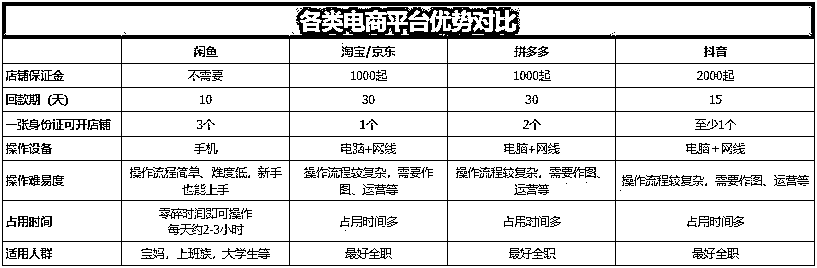 各类电商平台优势对比
闲鱼 淘宝/京东 拼多多 抖音
店铺保证金 不需要 1000起 1000起 2000起
回款期（天） 10 30 30 15
一张身份证可开店铺 3个 1个 2个 至少1个
操作设备 手机 电脑+网线 电脑+网线 电脑+网线
操作难易度 操作流程简单、难度低，新手也能上手 操作流程较复杂，需要作图、运营等 操作流程较复杂，需要作图、运营等 操作流程较复杂，需要作图、运营等
占用时间 零碎时间即可操作 每天约2-3小时 占用时间多 占用时间多 占用时间多
适用人群 宝妈，上班族，大学生等 最好全职 最好全职 最好全职